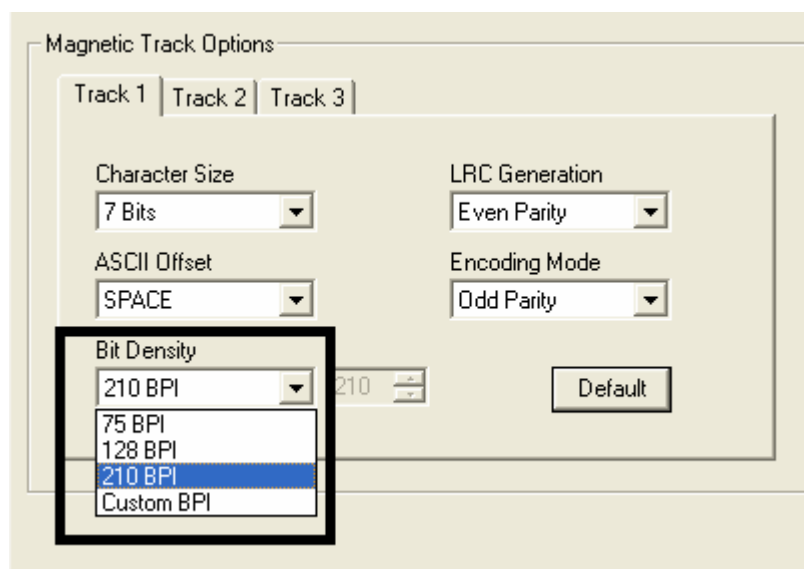 Magnetic Track Options
Track 1 Track 2 Track 3
Character Size LRC Generation
7 Bits Even Parity
ASCII Offset Encoding Mode
SPACE Odd Parity
Bit Density
210 BPI 210 Default
75 BPI
128 BPI
210 BPI
Custom BPI